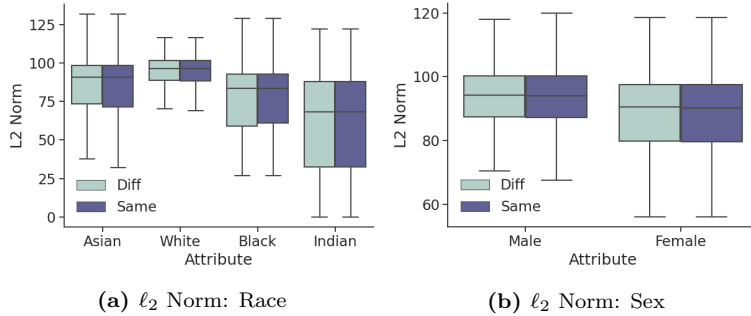 125
100
75
50
25
0
L2 Norm
Diff
Same
Asian White Black Indian
Attribute
(a) ℓ₂ Norm: Race
120
100
80
60
L2 Norm
Diff
Same
Male Female
Attribute
(b) ℓ₂ Norm: Sex